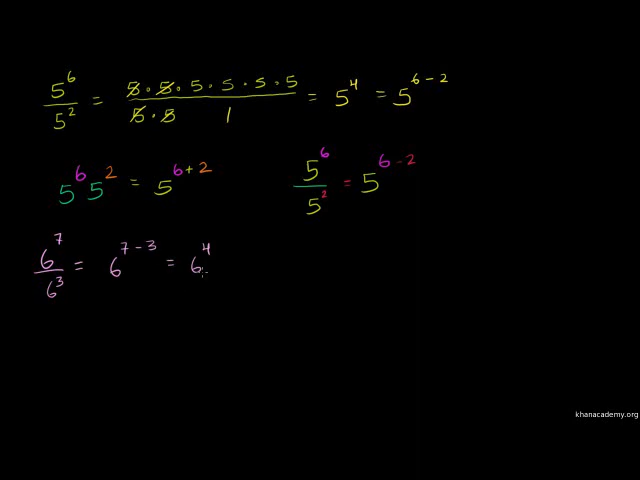 5^6/5^2 = 5·5·5·5·5·5/5·5 1 = 5^4 = 5^(6-2)
5^6 5^2 = 5^(6+2) 5^6/5^2 = 5^(6-2)
6^7/6^3 = 6^(7-3) = 6^4
khanacademy.org